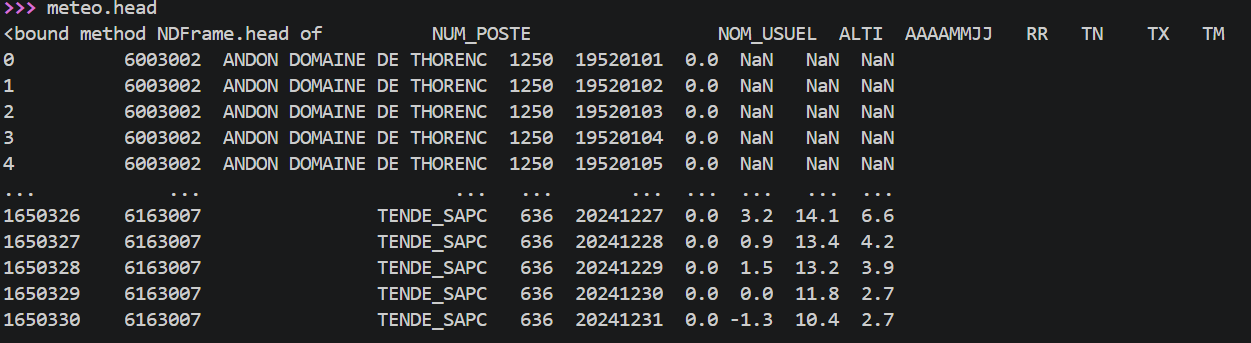 >>> meteo.head
<bound method NDFrame.head of          NUM_POSTE                 NOM_USUEL  ALTI  AAAAMMJJ   RR   TN    TX   TM
0          6003002  ANDON DOMAINE DE THORENC  1250  19520101  0.0  NaN   NaN  NaN
1          6003002  ANDON DOMAINE DE THORENC  1250  19520102  0.0  NaN   NaN  NaN
2          6003002  ANDON DOMAINE DE THORENC  1250  19520103  0.0  NaN   NaN  NaN
3          6003002  ANDON DOMAINE DE THORENC  1250  19520104  0.0  NaN   NaN  NaN
4          6003002  ANDON DOMAINE DE THORENC  1250  19520105  0.0  NaN   NaN  NaN
...            ...                       ...   ...       ...  ...  ...   ...  ...
1650326    6163007                TENDE_SAPC   636  20241227  0.0  3.2  14.1  6.6
1650327    6163007                TENDE_SAPC   636  20241228  0.0  0.9  13.4  4.2
1650328    6163007                TENDE_SAPC   636  20241229  0.0  1.5  13.2  3.9
1650329    6163007                TENDE_SAPC   636  20241230  0.0  0.0  11.8  2.7
1650330    6163007                TENDE_SAPC   636  20241231  0.0 -1.3  10.4  2.7